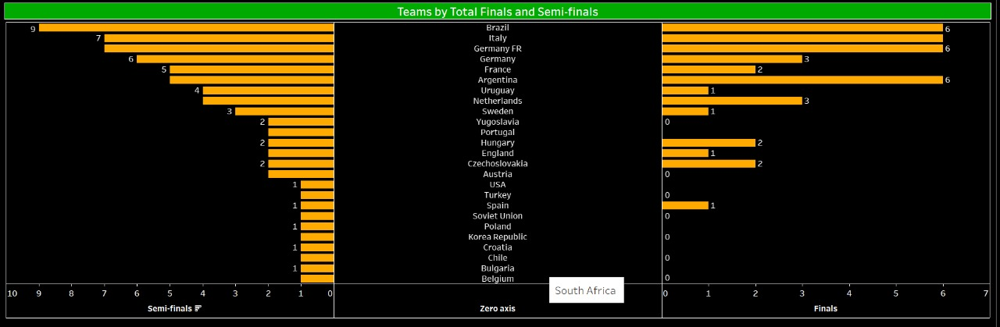 Teams by Total Finals and Semi-finals
9 Brazil 6
7 Italy
Germany FR 6
6 Germany 3
5 France 2
Argentina 6
4 Uruguay 1
Netherlands 3
3 Sweden 1
2 Yugoslavia 0
Portugal
2 Hungary 2
England 1
2 Czechoslovakia 2
Austria 0
1 USA
Turkey 0
1 Spain 1
Soviet Union 0
1 Poland
Korea Republic 0
1 Croatia
Chile 0
1 Bulgaria
Belgium 0
South Africa
10 9 8 7 6 5 4 3 2 1 0 0 1 2 3 4 5 6 7
Semi-finals Zero axis Finals